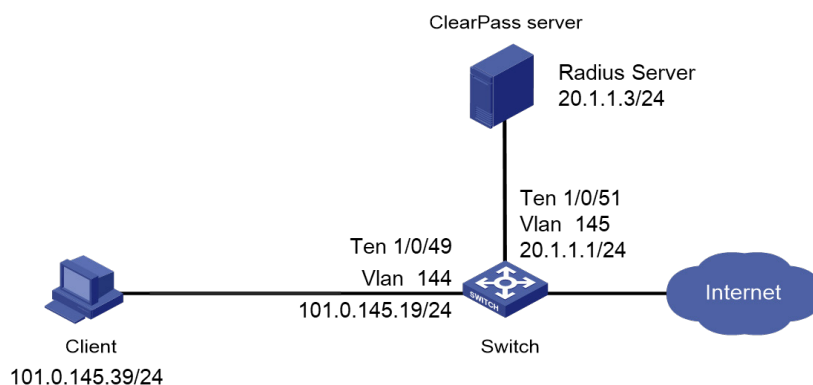 ClearPass server
Radius Server
20.1.1.3/24
Ten 1/0/51
Vlan 145
20.1.1.1/24
Ten 1/0/49
Vlan 144
101.0.145.19/24
SWITCH
Internet
Client
Switch
101.0.145.39/24